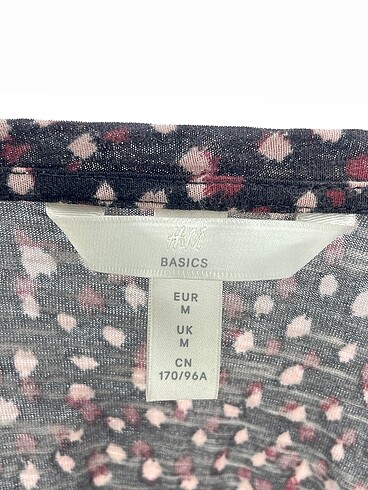 H&M
BASICS
EUR
M
UK
M
CN
170/96A